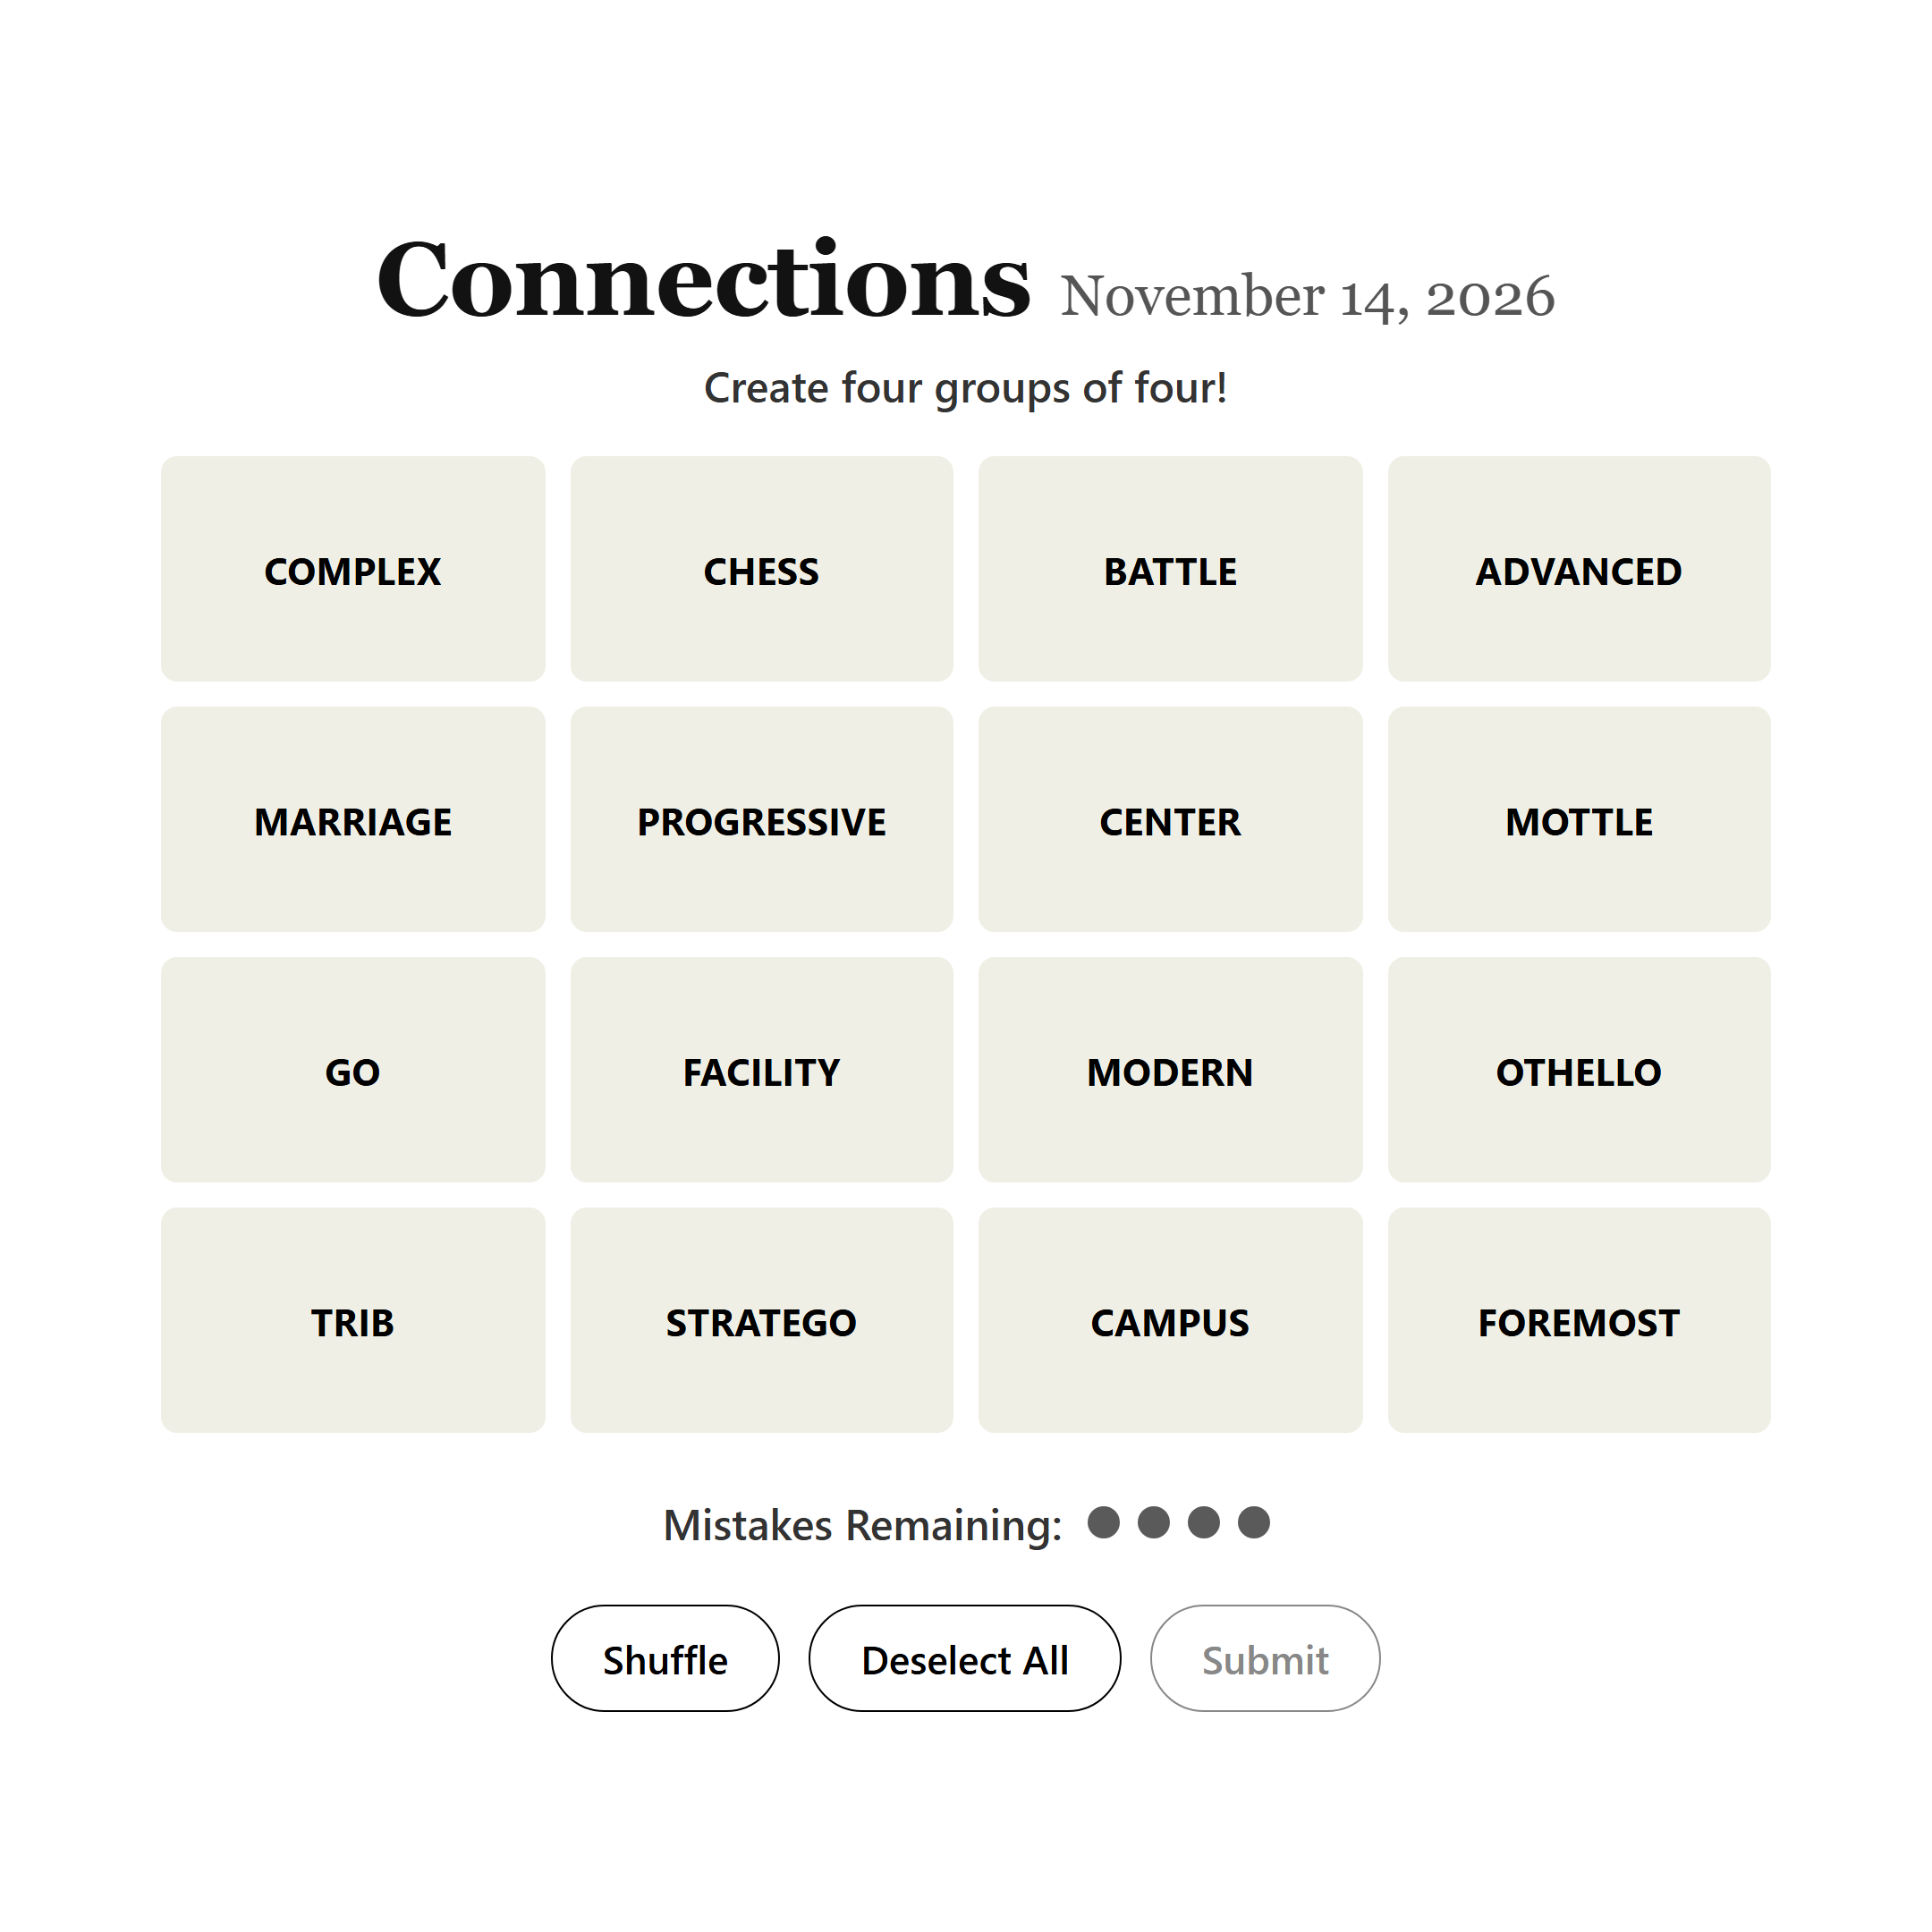 Connections November 14, 2026
Create four groups of four!
COMPLEX CHESS BATTLE ADVANCED
MARRIAGE PROGRESSIVE CENTER MOTTLE
GO FACILITY MODERN OTHELLO
TRIB STRATEGO CAMPUS FOREMOST
Mistakes Remaining:
Shuffle Deselect All Submit